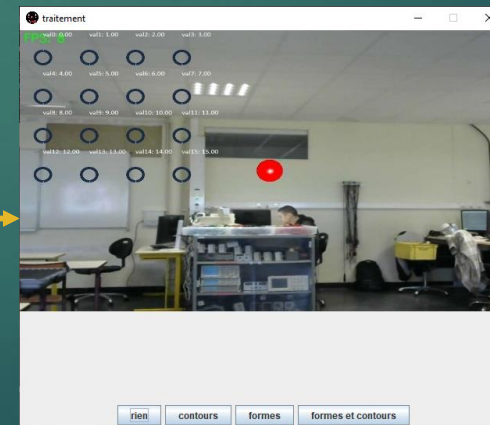 traitement
FPS: 8
val0: 0.00 val1: 1.00 val2: 2.00 val3: 3.00
val4: 4.00 val5: 5.00 val6: 6.00 val7: 7.00
val8: 8.00 val9: 9.00 val10: 10.00 val11: 11.00
val12: 12.00 val13: 13.00 val14: 14.00 val15: 15.00
rien contours formes formes et contours